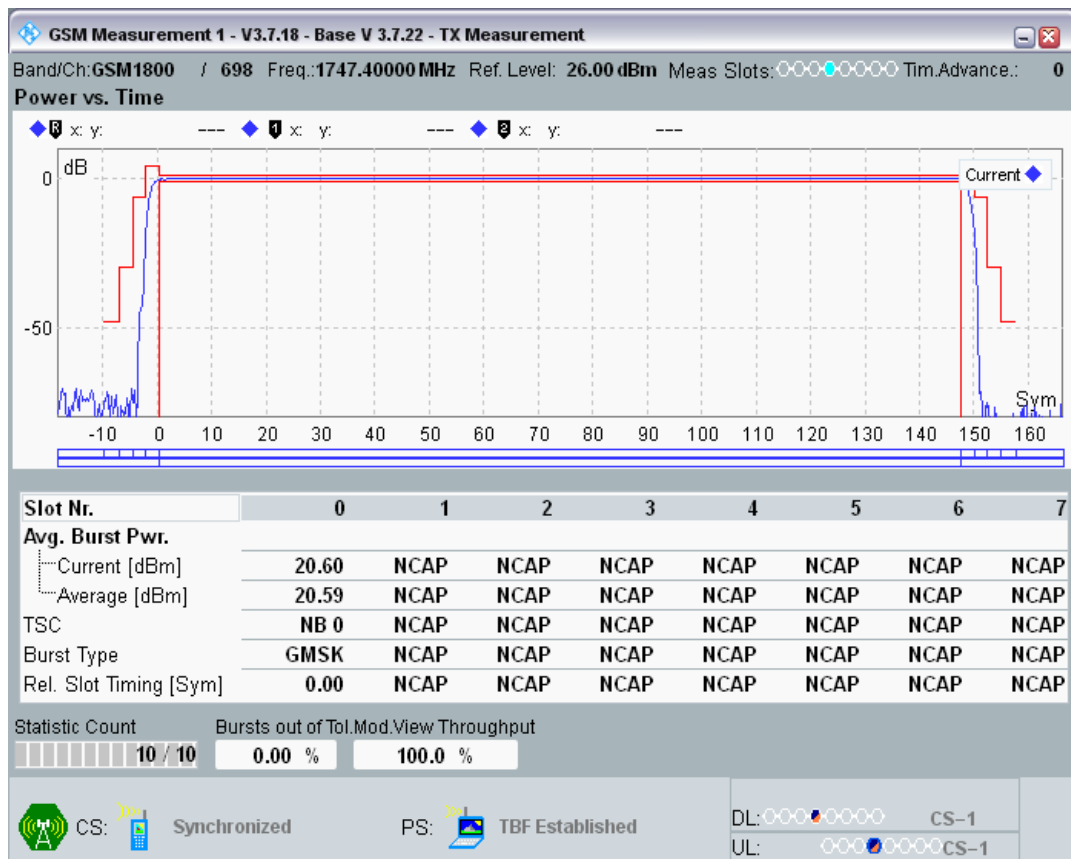 GSM Measurement 1 - V3.7.18 - Base V 3.7.22 - TX Measurement
Band/Ch:GSM1800 / 698 Freq.:1747.40000 MHz Ref. Level: 26.00 dBm Meas Slots: Tim.Advance.: 0
Power vs. Time
R x: y: --- 1 x: y: --- 2 x: y: ---
dB
Current
0
-50
Sym
-10 0 10 20 30 40 50 60 70 80 90 100 110 120 130 140 150 160
Slot Nr. 0 1 2 3 4 5 6 7
Avg. Burst Pwr.
Current [dBm] 20.60 NCAP NCAP NCAP NCAP NCAP NCAP NCAP
Average [dBm] 20.59 NCAP NCAP NCAP NCAP NCAP NCAP NCAP
TSC NB 0 NCAP NCAP NCAP NCAP NCAP NCAP NCAP
Burst Type GMSK NCAP NCAP NCAP NCAP NCAP NCAP NCAP
Rel. Slot Timing [Sym] 0.00 NCAP NCAP NCAP NCAP NCAP NCAP NCAP
Statistic Count Bursts out of Tol.Mod.View Throughput
10 / 10 0.00 % 100.0 %
CS: Synchronized PS: TBF Established
DL: CS-1
UL: CS-1